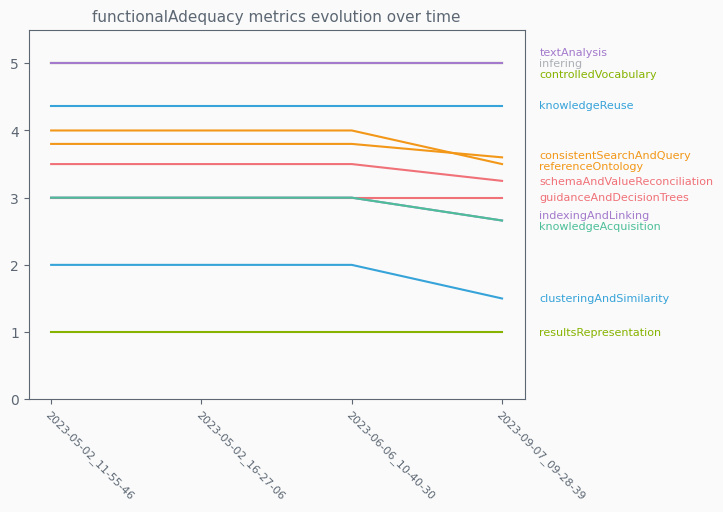 functionalAdequacy metrics evolution over time
5
4
3
2
1
0
textAnalysis
infering
controlledVocabulary
knowledgeReuse
consistentSearchAndQuery
referenceOntology
schemaAndValueReconciliation
guidanceAndDecisionTrees
indexingAndLinking
knowledgeAcquisition
clusteringAndSimilarity
resultsRepresentation
2023-05-02_11-55-46
2023-05-02_16-27-06
2023-06-06_10-40-30
2023-09-07_09-28-39